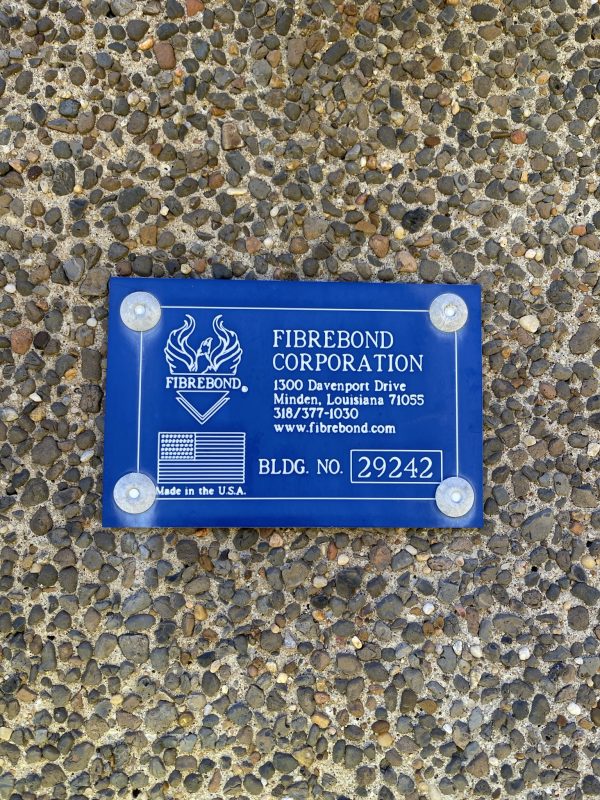 FIBREBOND
CORPORATION
1300 Davenport Drive
Minden, Louisiana 71055
318/377-1030
www.fibrebond.com
FIBREBOND®
BLDG. NO. 29242
Made in the U.S.A.